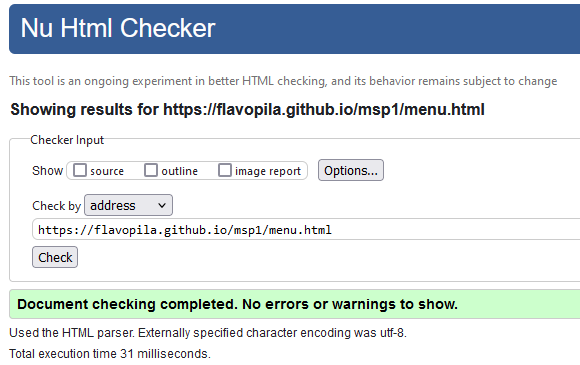 Nu Html Checker
This tool is an ongoing experiment in better HTML checking, and its behavior remains subject to change
Showing results for https://flavopila.github.io/msp1/menu.html
Checker Input
Show source outline image report Options...
Check by address
https://flavopila.github.io/msp1/menu.html
Check
Document checking completed. No errors or warnings to show.
Used the HTML parser. Externally specified character encoding was utf-8.
Total execution time 31 milliseconds.